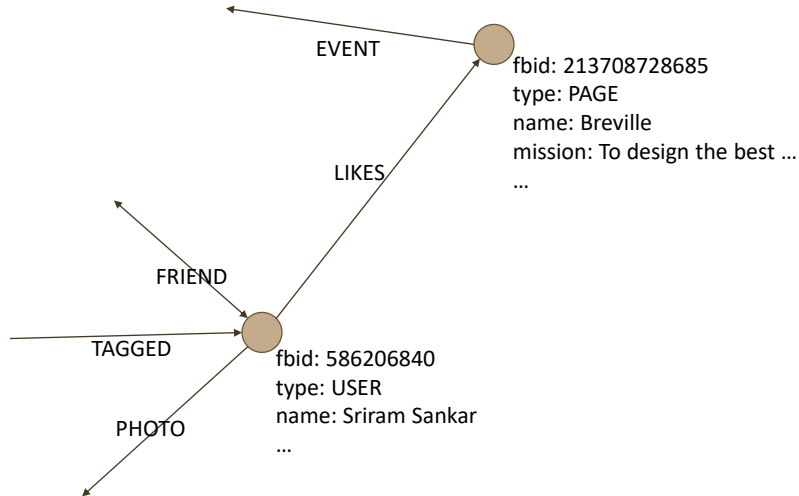 EVENT
fbid: 213708728685
type: PAGE
name: Breville
mission: To design the best ...
...
LIKES
FRIEND
TAGGED
fbid: 586206840
type: USER
name: Sriram Sankar
...
PHOTO